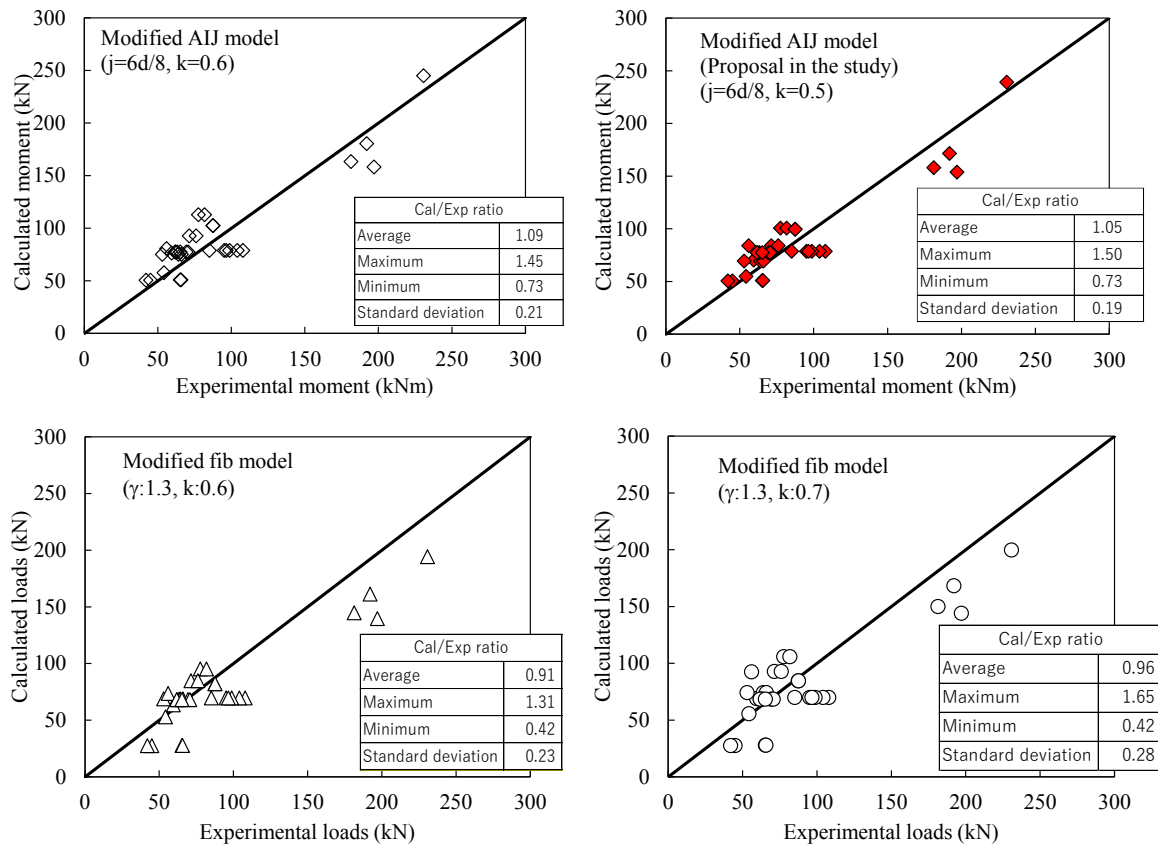 Modified AIJ model
(j=6d/8, k=0.6)
Calculated moment (kN)
300
250
200
150
100
50
0
Cal/Exp ratio
Average 1.09
Maximum 1.45
Minimum 0.73
Standard deviation 0.21
0 50 100 150 200 250 300
Experimental moment (kNm)
Modified AIJ model
(Proposal in the study)
(j=6d/8, k=0.5)
Calculated moment (kN)
300
250
200
150
100
50
0
Cal/Exp ratio
Average 1.05
Maximum 1.50
Minimum 0.73
Standard deviation 0.19
0 50 100 150 200 250 300
Experimental moment (kNm)
Modified fib model
(γ:1.3, k:0.6)
Calculated loads (kN)
300
250
200
150
100
50
0
Cal/Exp ratio
Average 0.91
Maximum 1.31
Minimum 0.42
Standard deviation 0.23
0 50 100 150 200 250 300
Experimental loads (kN)
Modified fib model
(γ:1.3, k:0.7)
Calculated loads (kN)
300
250
200
150
100
50
0
Cal/Exp ratio
Average 0.96
Maximum 1.65
Minimum 0.42
Standard deviation 0.28
0 50 100 150 200 250 300
Experimental loads (kN)